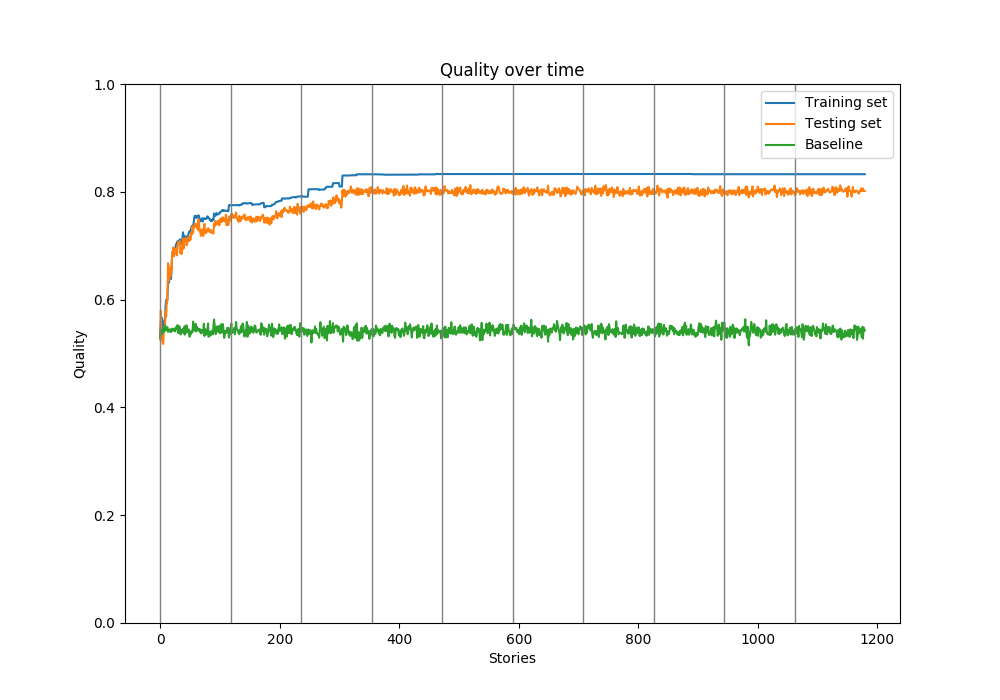 Quality over time
Training set
Testing set
Baseline
1.0
0.8
0.6
0.4
0.2
0.0
Quality
0 200 400 600 800 1000 1200
Stories